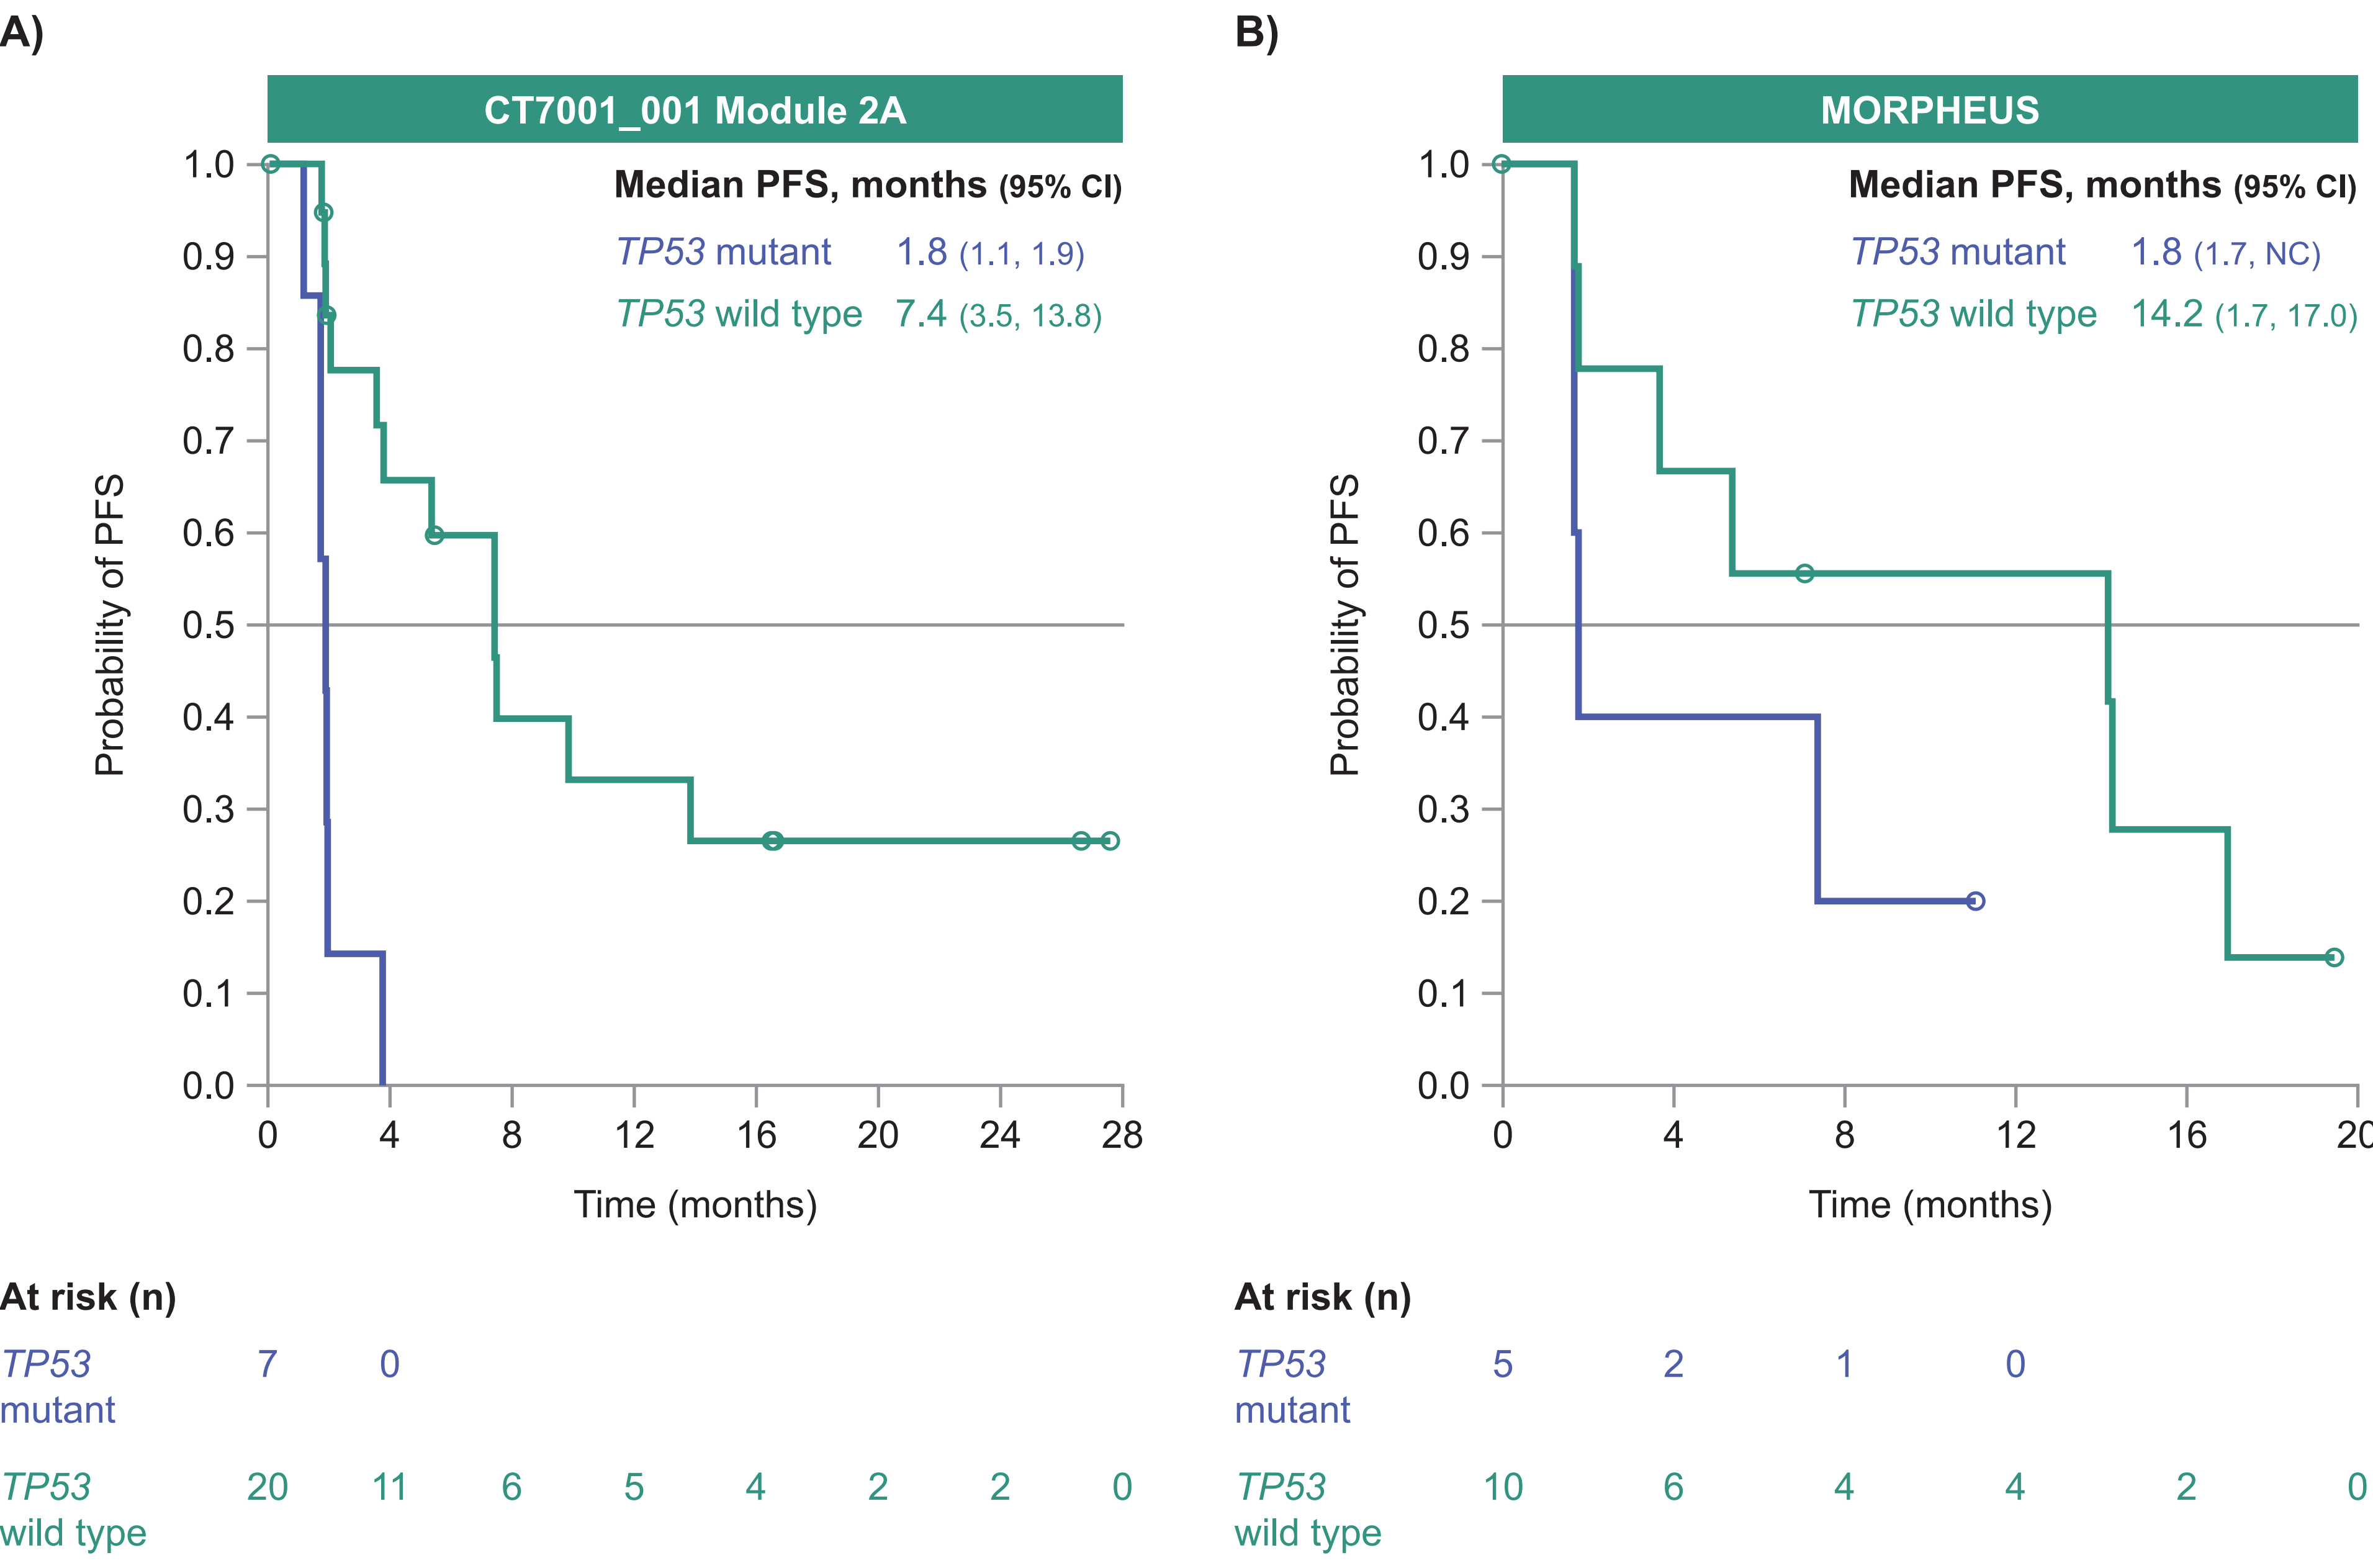 A)
CT7001_001 Module 2A
Median PFS, months (95% CI)
TP53 mutant 1.8 (1.1, 1.9)
TP53 wild type 7.4 (3.5, 13.8)
Probability of PFS
1.0
0.9
0.8
0.7
0.6
0.5
0.4
0.3
0.2
0.1
0.0
0 4 8 12 16 20 24 28
Time (months)
At risk (n)
TP53 7 0
mutant
TP53 20 11 6 5 4 2 2 0
wild type
B)
MORPHEUS
Median PFS, months (95% CI)
TP53 mutant 1.8 (1.7, NC)
TP53 wild type 14.2 (1.7, 17.0)
Probability of PFS
1.0
0.9
0.8
0.7
0.6
0.5
0.4
0.3
0.2
0.1
0.0
0 4 8 12 16 20
Time (months)
At risk (n)
TP53 5 2 1 0
mutant
TP53 10 6 4 4 2 0
wild type